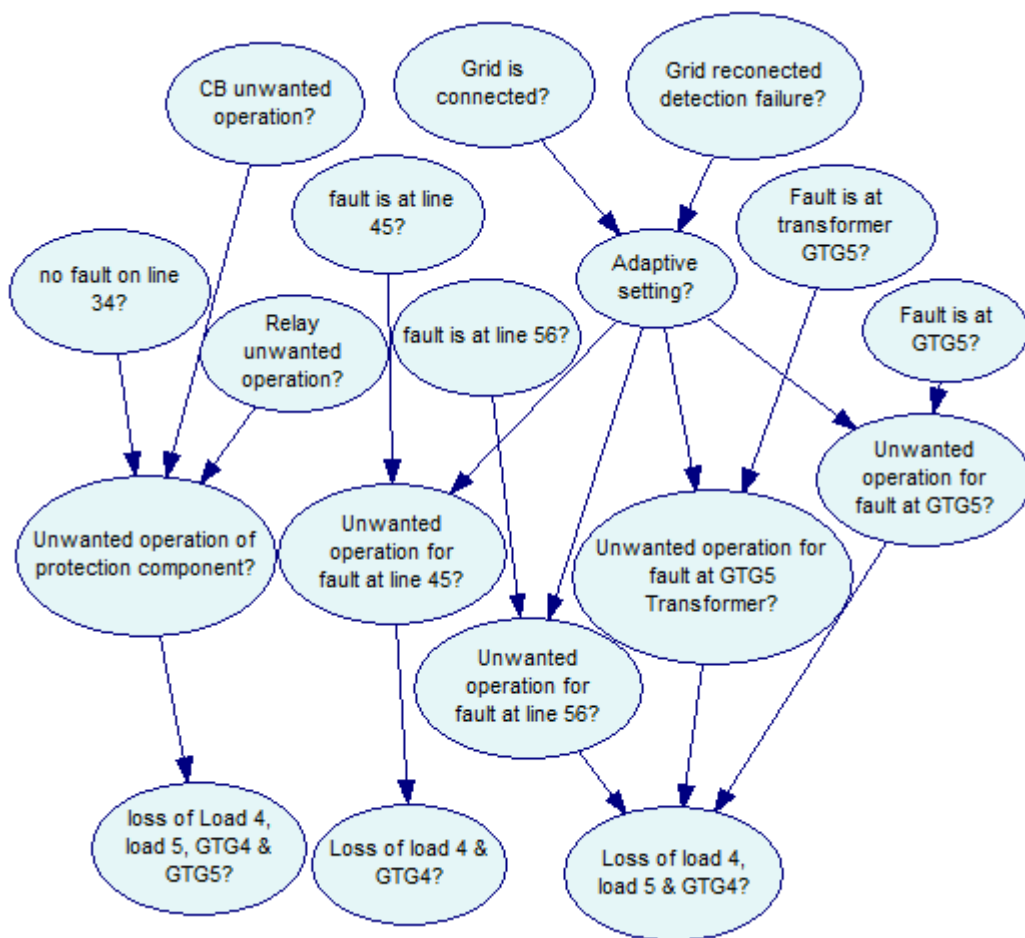 CB unwanted
operation?
Grid is
connected?
Grid reconected
detection failure?
fault is at line
45?
Fault is at
transformer
GTG5?
no fault on line
34?
Adaptive
setting?
Relay
unwanted
operation?
fault is at line 56?
Fault is at
GTG5?
Unwanted operation of
protection component?
Unwanted
operation for
fault at line 45?
Unwanted operation for
fault at GTG5
Transformer?
Unwanted
operation for
fault at GTG5?
Unwanted
operation for
fault at line 56?
loss of Load 4,
load 5, GTG4 &
GTG5?
Loss of load 4 &
GTG4?
Loss of load 4,
load 5 & GTG4?